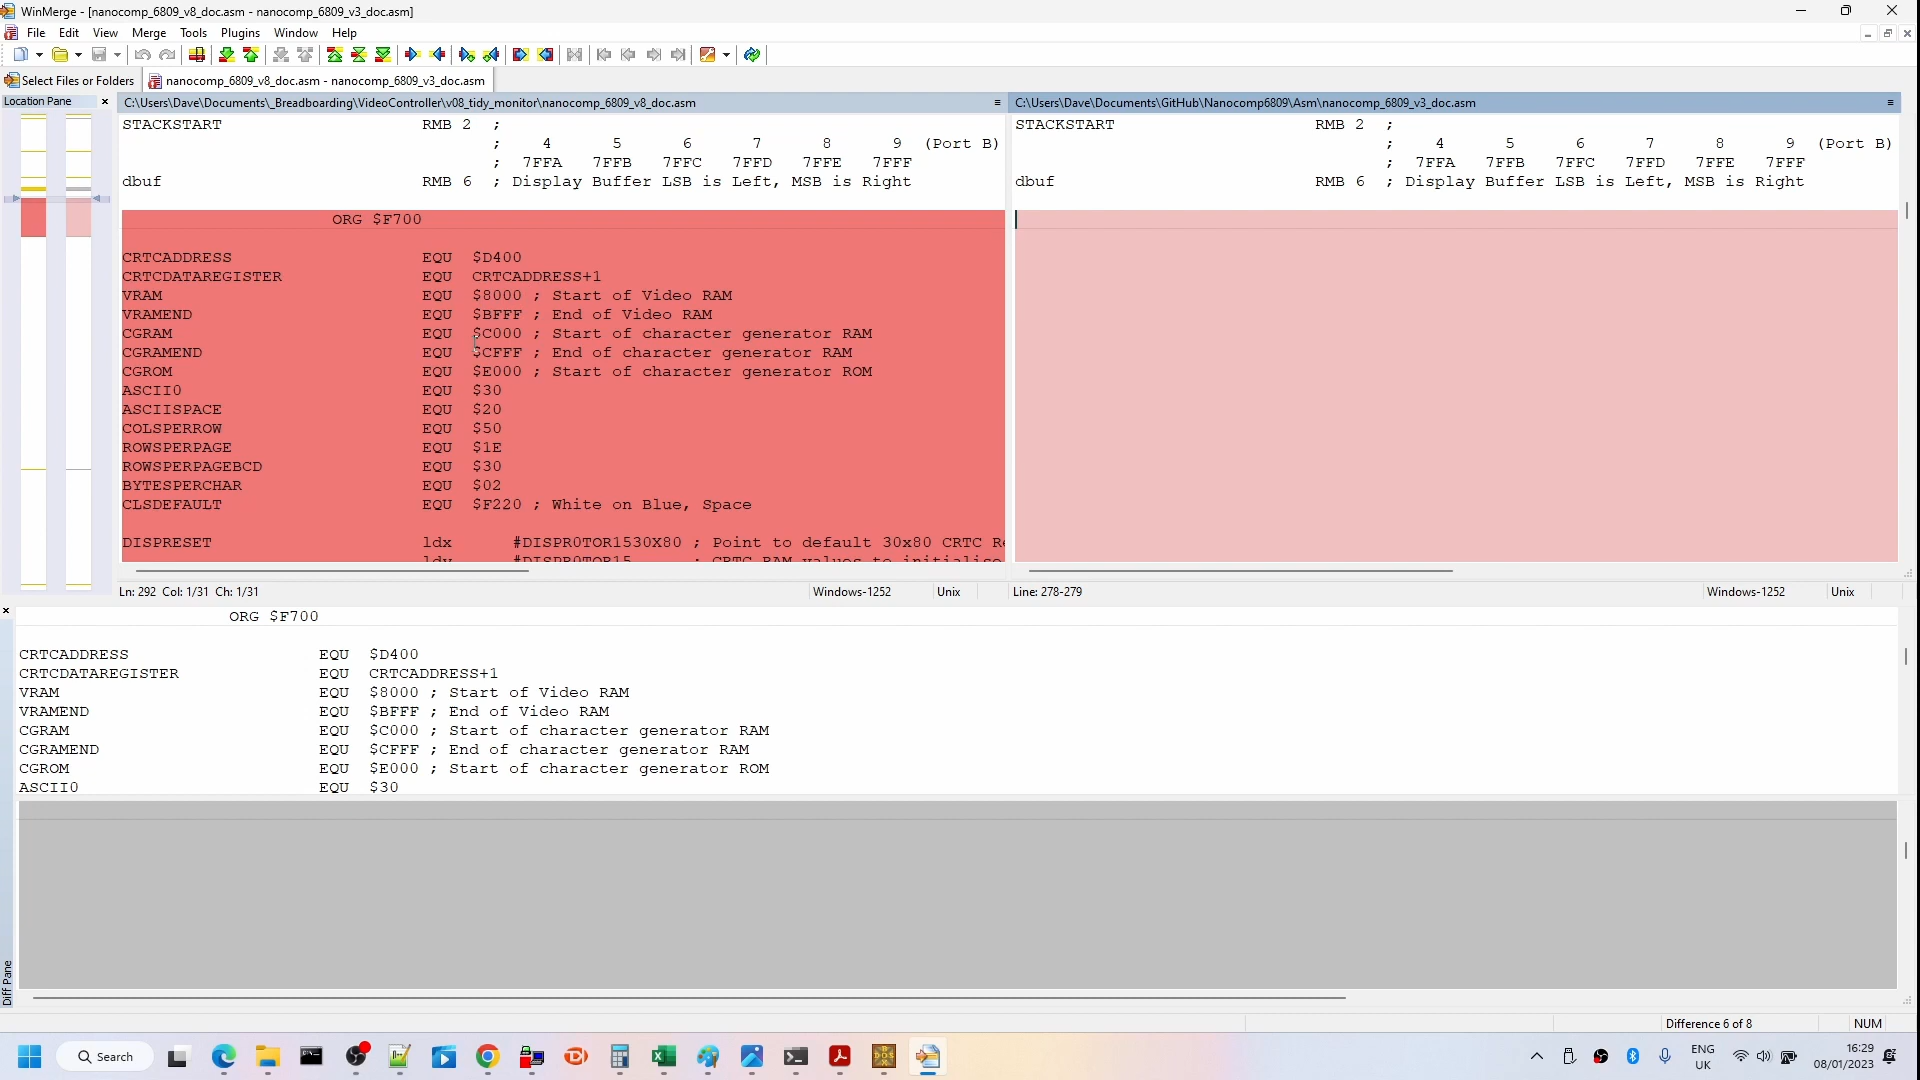 WinMerge - [nanocomp_6809_v8_doc.asm - nanocomp_6809_v3_doc.asm]
File Edit View Merge Tools Plugins Window Help
Select Files or Folders nanocomp_6809_v8_doc.asm - nanocomp_6809_v3_doc.asm
Location Pane
C:\Users\Dave\Documents\_Breadboarding\VideoController\v08_tidy_monitor\nanocomp_6809_v8_doc.asm
STACKSTART RMB 2 ;
; 4 5 6 7 8 9 (Port B)
; 7FFA 7FFB 7FFC 7FFD 7FFE 7FFF
dbuf RMB 6 ; Display Buffer LSB is Left, MSB is Right
ORG $F700
CRTCADDRESS EQU $D400
CRTCDATAREGISTER EQU CRTCADDRESS+1
VRAM EQU $8000 ; Start of Video RAM
VRAMEND EQU $BFFF ; End of Video RAM
CGRAM EQU $C000 ; Start of character generator RAM
CGRAMEND EQU $CFFF ; End of character generator RAM
CGROM EQU $E000 ; Start of character generator ROM
ASCII0 EQU $30
ASCIISPACE EQU $20
COLSPERROW EQU $50
ROWSPERPAGE EQU $1E
ROWSPERPAGEBCD EQU $30
BYTESPERCHAR EQU $02
CLSDEFAULT EQU $F220 ; White on Blue, Space
DISPRESET ldx #DISPR0TOR1530X80 ; Point to default 30x80 CRTC Re
Ln: 292 Col: 1/31 Ch: 1/31 Windows-1252 Unix
C:\Users\Dave\Documents\GitHub\Nanocomp6809\Asm\nanocomp_6809_v3_doc.asm
STACKSTART RMB 2 ;
; 4 5 6 7 8 9 (Port B)
; 7FFA 7FFB 7FFC 7FFD 7FFE 7FFF
dbuf RMB 6 ; Display Buffer LSB is Left, MSB is Right
Line: 278-279 Windows-1252 Unix
ORG $F700
CRTCADDRESS EQU $D400
CRTCDATAREGISTER EQU CRTCADDRESS+1
VRAM EQU $8000 ; Start of Video RAM
VRAMEND EQU $BFFF ; End of Video RAM
CGRAM EQU $C000 ; Start of character generator RAM
CGRAMEND EQU $CFFF ; End of character generator RAM
CGROM EQU $E000 ; Start of character generator ROM
ASCII0 EQU $30
Diff Pane
Difference 6 of 8 NUM
Search
ENG
UK
16:29
08/01/2023